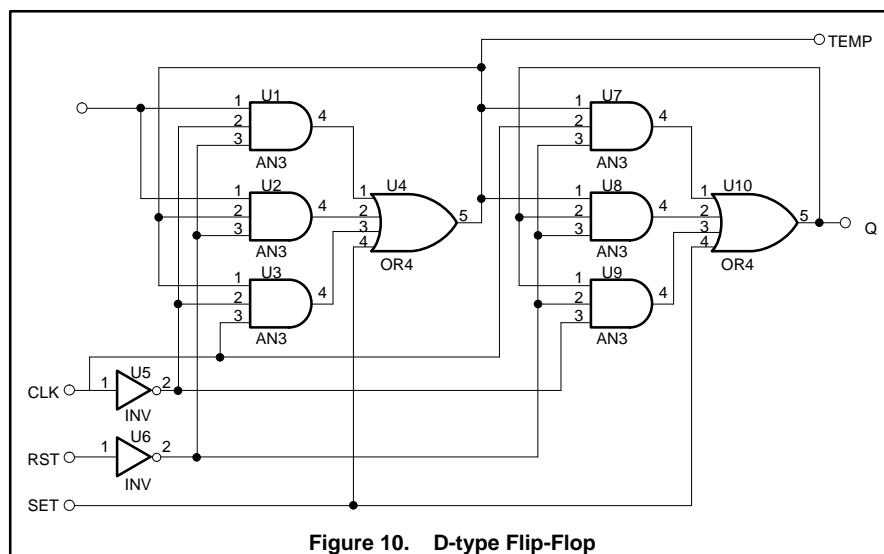 TEMP
U1
1
2
3
4
AN3
U2
1
2
3
4
AN3
U3
1
2
3
4
AN3
U4
1
2
3
4
5
OR4
U7
1
2
3
4
AN3
U8
1
2
3
4
AN3
U9
1
2
3
4
AN3
U10
1
2
3
4
5
OR4
Q
CLK
1
U5
2
INV
RST
1
U6
2
INV
SET
Figure 10. D-type Flip-Flop